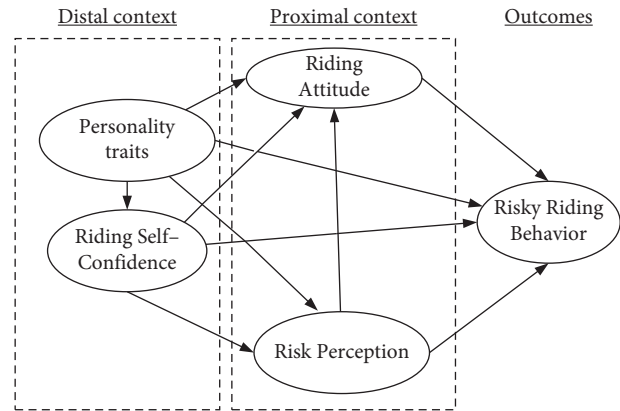 Distal context
Proximal context
Outcomes
Riding
Attitude
Personality
traits
Riding Self–
Confidence
Risky Riding
Behavior
Risk Perception